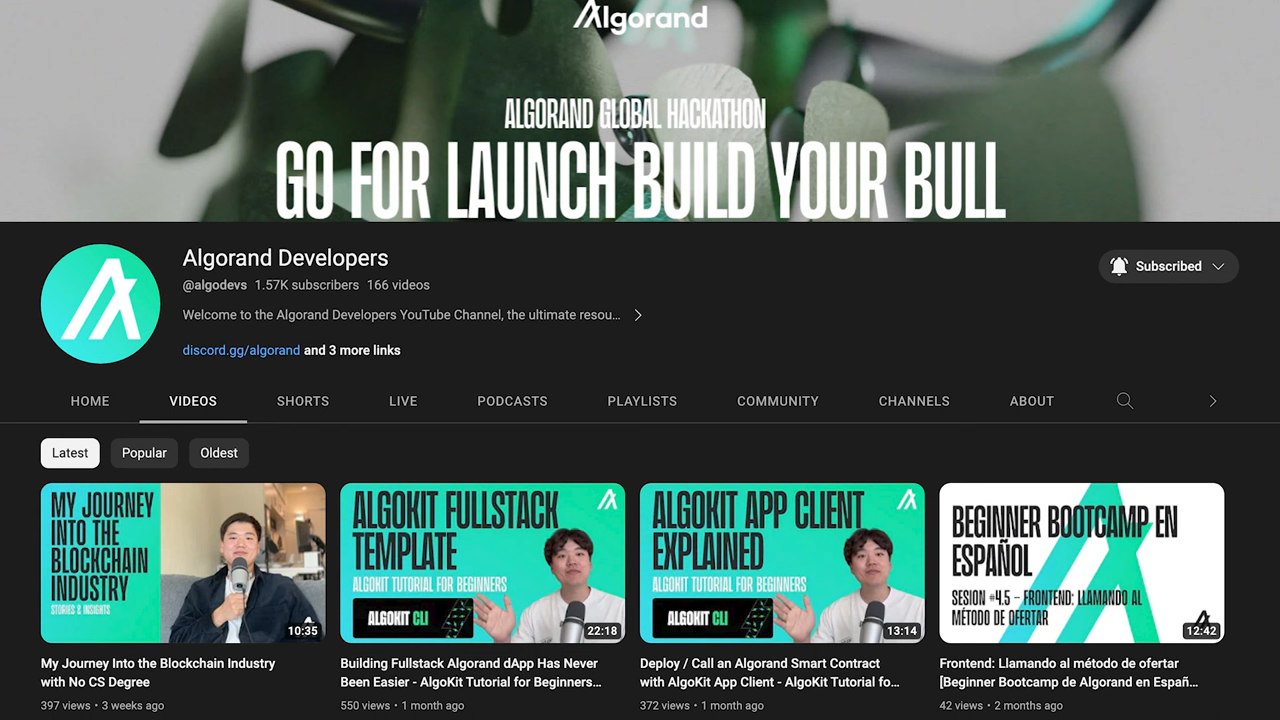 Algorand
ALGORAND GLOBAL HACKATHON
GO FOR LAUNCH BUILD YOUR BULL
Algorand Developers
@algodevs 1.57K subscribers 166 videos
Welcome to the Algorand Developers YouTube Channel, the ultimate resou...
discord.gg/algorand and 3 more links
Subscribed
HOME VIDEOS SHORTS LIVE PODCASTS PLAYLISTS COMMUNITY CHANNELS ABOUT
Latest Popular Oldest
MY JOURNEY
INTO THE
BLOCKCHAIN
INDUSTRY
STORIES & INSIGHTS
10:35
My Journey Into the Blockchain Industry
with No CS Degree
397 views • 3 weeks ago
ALGOKIT FULLSTACK
TEMPLATE
ALGOKIT TUTORIAL FOR BEGINNERS
ALGOKIT CLI
22:18
Building Fullstack Algorand dApp Has Never
Been Easier - AlgoKit Tutorial for Beginners...
550 views • 1 month ago
ALGOKIT APP CLIENT
EXPLAINED
ALGOKIT TUTORIAL FOR BEGINNERS
ALGOKIT CLI
13:14
Deploy / Call an Algorand Smart Contract
with AlgoKit App Client - AlgoKit Tutorial fo...
372 views • 1 month ago
BEGINNER BOOTCAMP EN
ESPAÑOL
SESION #4.5 – FRONTEND: LLAMANDO AL
MÉTODO DE OFERTAR
12:42
Frontend: Llamando al método de ofertar
[Beginner Bootcamp de Algorand en Españ...
42 views • 2 months ago